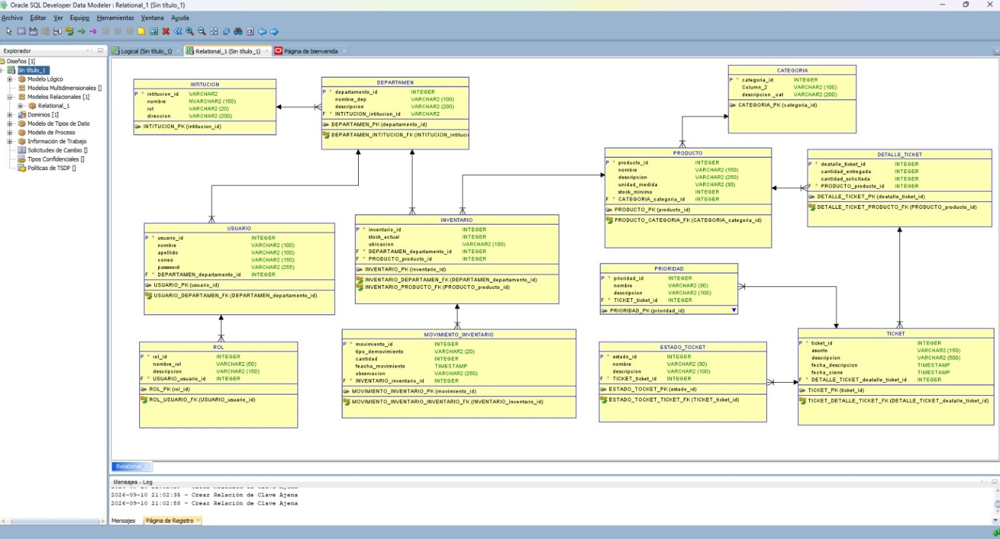 Oracle SQL Developer Data Modeler : Relational_1 (Sin título_1)
Archivo Editar Ver Equipo Herramientas Ventana Ayuda
Explorador
Diseños [1]
Sin título_1
Modelo Lógico
Modelos Multidimensionales []
Modelos Relacionales [1]
Relational_1
Dominios [1]
Modelo de Tipos de Dato
Modelo de Proceso
Información de Trabajo
Solicitudes de Cambio []
Tipos Confidenciales []
Políticas de TSDP []
Logical (Sin título_1)
Relational_1 (Sin título_1)
Página de bienvenida
INTITUCION
P * intitucion_id VARCHAR2
nombre NVARCHAR2 (150)
rut VARCHAR2 (20)
direccion VARCHAR2 (200)
INTITUCION_PK (intitucion_id)
DEPARTAMEN
P * departamento_id INTEGER
nombre_dep VARCHAR2 (100)
descripcion VARCHAR2 (200)
F * INTITUCION_intitucion_id VARCHAR2
DEPARTAMEN_PK (departamento_id)
DEPARTAMEN_INTITUCION_FK (INTITUCION_intituci
CATEGORIA
P * categoria_id INTEGER
Column_2 VARCHAR2 (100)
descripcion _cat VARCHAR2 (200)
CATEGORIA_PK (categoria_id)
PRODUCTO
P * producto_id INTEGER
nombre VARCHAR2 (150)
descripcion VARCHAR2 (250)
unidad_medida VARCHAR2 (30)
stock_minimo INTEGER
F * CATEGORIA_categoria_id INTEGER
PRODUCTO_PK (producto_id)
PRODUCTO_CATEGORIA_FK (CATEGORIA_categoria_id)
DETALLE_TICKET
P * deatalle_ticket_id INTEGER
cantidad_entregada INTEGER
cantidad_solicitada INTEGER
F * PRODUCTO_producto_id INTEGER
DETALLE_TICKET_PK (deatalle_ticket_id)
DETALLE_TICKET_PRODUCTO_FK (PRODUCTO_producto_id)
USUARIO
P * usuario_id INTEGER
nombre VARCHAR2 (100)
apellido VARCHAR2 (100)
correo VARCHAR2 (150)
password VARCHAR2 (255)
F * DEPARTAMEN_departamento_id INTEGER
USUARIO_PK (usuario_id)
USUARIO_DEPARTAMEN_FK (DEPARTAMEN_departamento_id)
INVENTARIO
P * inventario_id INTEGER
stock_actual INTEGER
ubicacion VARCHAR2 (100)
F * DEPARTAMEN_departamento_id INTEGER
F * PRODUCTO_producto_id INTEGER
INVENTARIO_PK (inventario_id)
INVENTARIO_DEPARTAMEN_FK (DEPARTAMEN_departamento_id)
INVENTARIO_PRODUCTO_FK (PRODUCTO_producto_id)
PRIORIDAD
P * prioridad_id INTEGER
nombre VARCHAR2 (30)
descripcion VARCHAR2 (100)
F * TICKET_ticket_id INTEGER
PRIORIDAD_PK (prioridad_id)
ROL
P * rol_id INTEGER
nombre_rol VARCHAR2 (50)
descripcion VARCHAR2 (150)
F * USUARIO_usuario_id INTEGER
ROL_PK (rol_id)
ROL_USUARIO_FK (USUARIO_usuario_id)
MOVIMIENTO_INVENTARIO
P * movimiento_id INTEGER
tipo_demovimiento VARCHAR2 (20)
cantidad INTEGER
feacha_movimiento TIMESTAMP
observasion VARCHAR2 (250)
F * INVENTARIO_inventario_id INTEGER
MOVIMIENTO_INVENTARIO_PK (movimiento_id)
MOVIMIENTO_INVENTARIO_INVENTARIO_FK (INVENTARIO_inventario_id)
ESTADO_TOCKET
P * estado_id INTEGER
nombre VARCHAR2 (30)
descripcion VARCHAR2 (100)
F * TICKET_ticket_id INTEGER
ESTADO_TOCKET_PK (estado_id)
ESTADO_TOCKET_TICKET_FK (TICKET_ticket_id)
TICKET
P * ticket_id INTEGER
asunto VARCHAR2 (150)
descripcion VARCHAR2 (500)
fecha_descripcion TIMESTAMP
fecha_cierre TIMESTAMP
F * DETALLE_TICKET_deatalle_ticket_id INTEGER
TICKET_PK (ticket_id)
TICKET_DETALLE_TICKET_FK (DETALLE_TICKET_deatalle_ticket_id)
Relational_1
Mensajes - Log
2026-09-10 21:02:35 - Crear Relación de Clave Ajena
2026-09-10 21:02:58 - Crear Relación de Clave Ajena
Mensajes Página de Registro